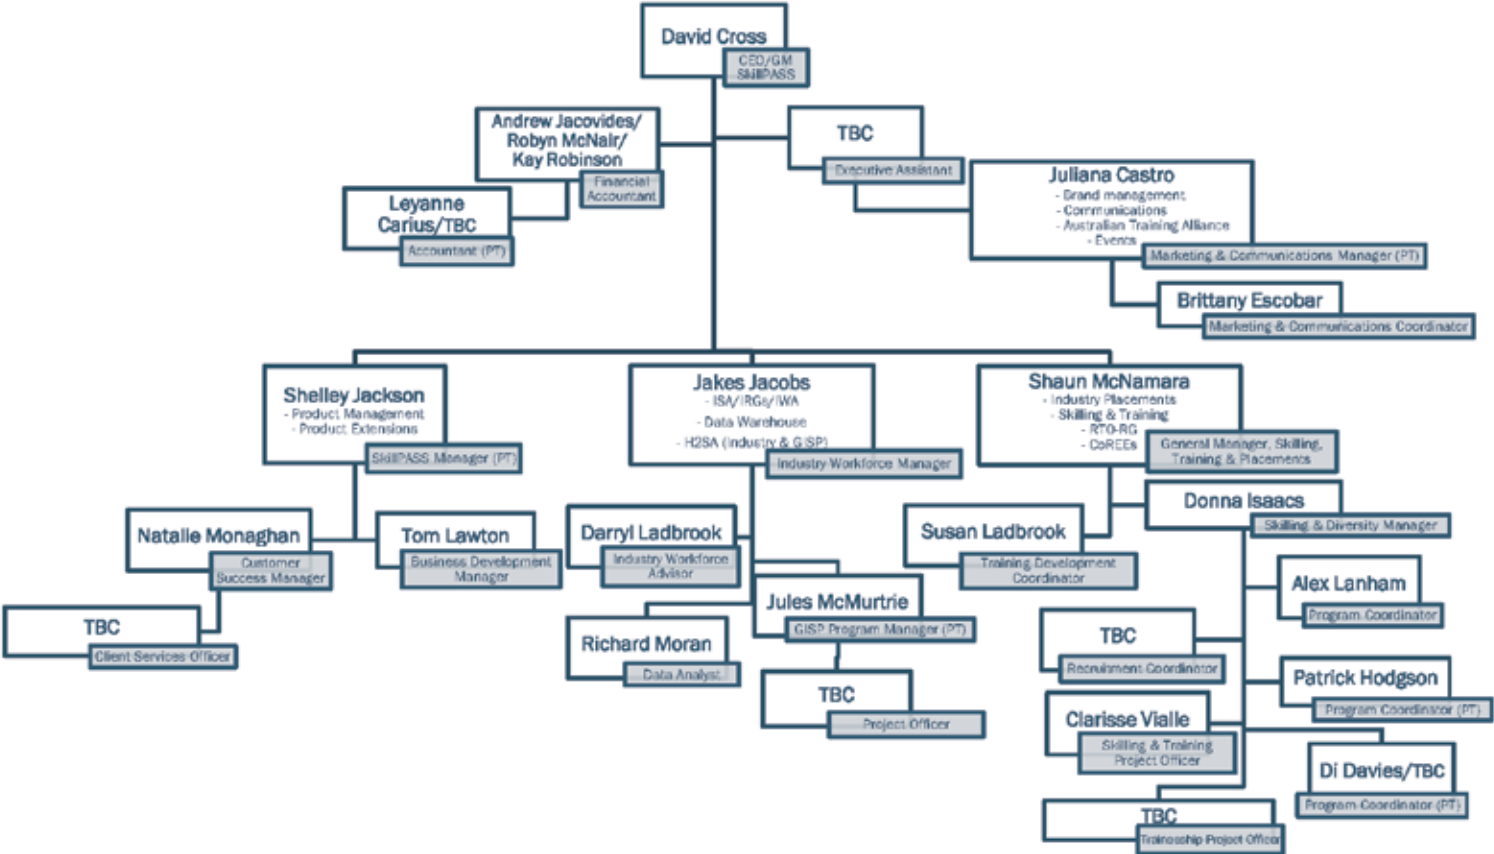 David Cross
CEO/GM
SkillPASS
Andrew Jacovides/
Robyn McNair/
Kay Robinson
Financial
Accountant
TBC
Executive Assistant
Leyanne
Carius/TBC
Accountant (PT)
Juliana Castro
- Brand management
- Communications
- Australian Training Alliance
- Events
Marketing & Communications Manager (PT)
Brittany Escobar
Marketing & Communications Coordinator
Shelley Jackson
- Product Management
- Product Extensions
SkillPASS Manager (PT)
Jakes Jacobs
- ISA/IRGs/IWA
- Data Warehouse
- H2SA (Industry & GISP)
Industry Workforce Manager
Shaun McNamara
- Industry Placements
- Skilling & Training
- RTO-RG
- CoREEs
General Manager, Skilling,
Training & Placements
Natalie Monaghan
Customer
Success Manager
Tom Lawton
Business Development
Manager
TBC
Client Services Officer
Darryl Ladbrook
Industry Workforce
Advisor
Jules McMurtrie
GISP Program Manager (PT)
Richard Moran
Data Analyst
TBC
Project Officer
Donna Isaacs
Skilling & Diversity Manager
Susan Ladbrook
Training Development
Coordinator
Alex Lanham
Program Coordinator
TBC
Recruitment Coordinator
Patrick Hodgson
Program Coordinator (PT)
Clarisse Vialle
Skilling & Training
Project Officer
Di Davies/TBC
Program Coordinator (PT)
TBC
Traineeship Project Officer